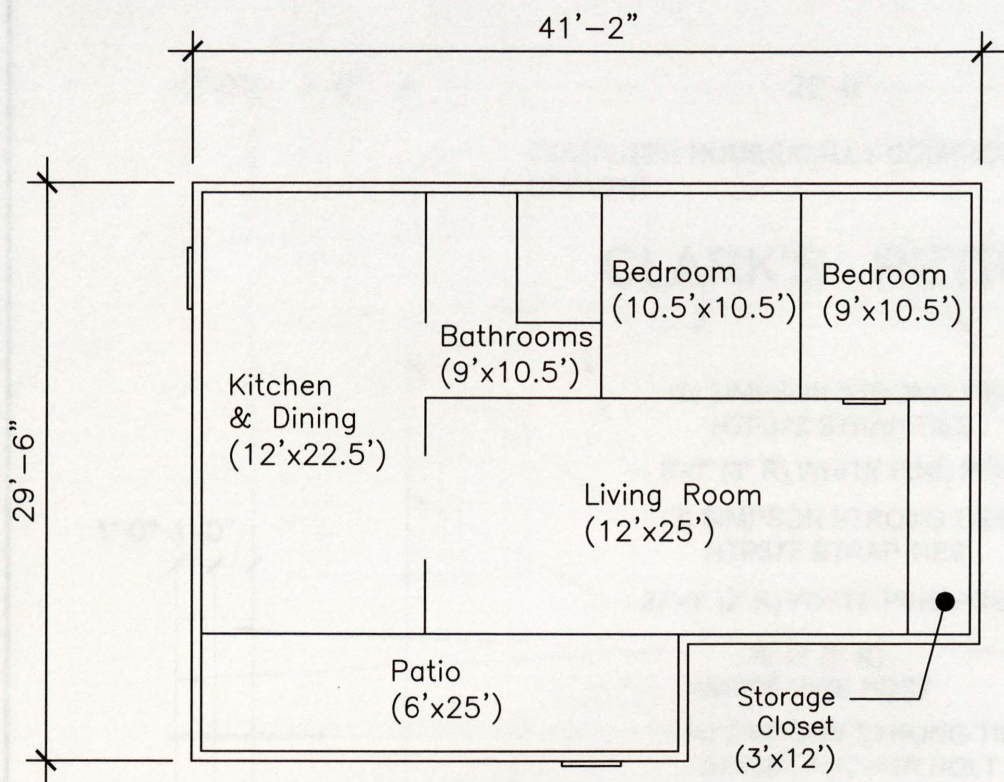 41'-2"
29'-6"
Bedroom
(10.5'x10.5')
Bedroom
(9'x10.5')
Bathrooms
(9'x10.5')
Kitchen
& Dining
(12'x22.5')
Living Room
(12'x25')
Patio
(6'x25')
Storage
Closet
(3'x12')